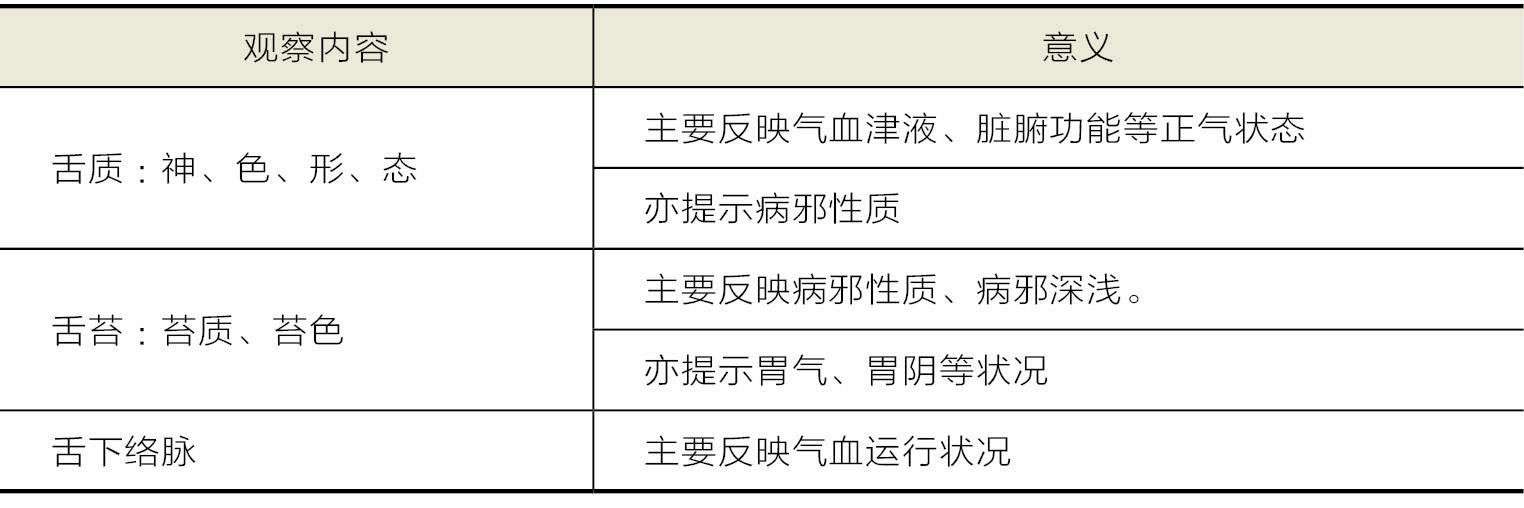 观察内容
意义
舌质：神、色、形、态
主要反映气血津液、脏腑功能等正气状态
亦提示病邪性质
舌苔：苔质、苔色
主要反映病邪性质、病邪深浅。
亦提示胃气、胃阴等状况
舌下络脉
主要反映气血运行状况